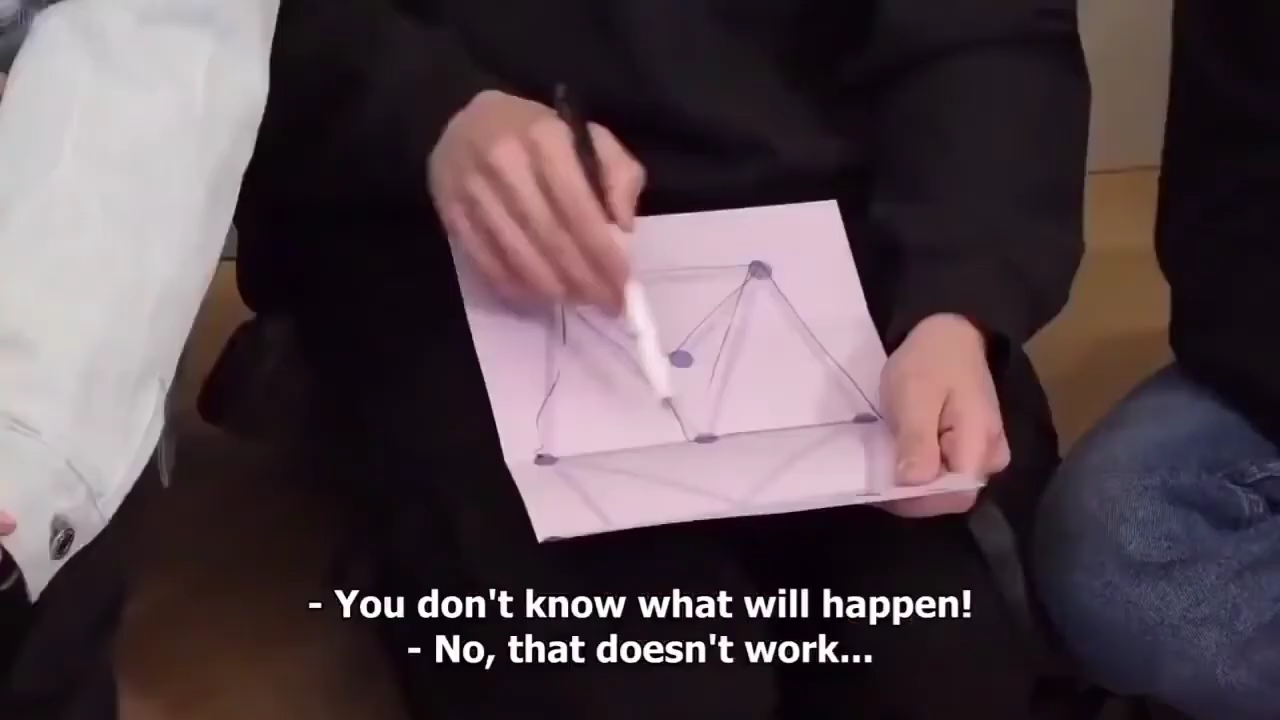 - You don't know what will happen!
- No, that doesn't work...